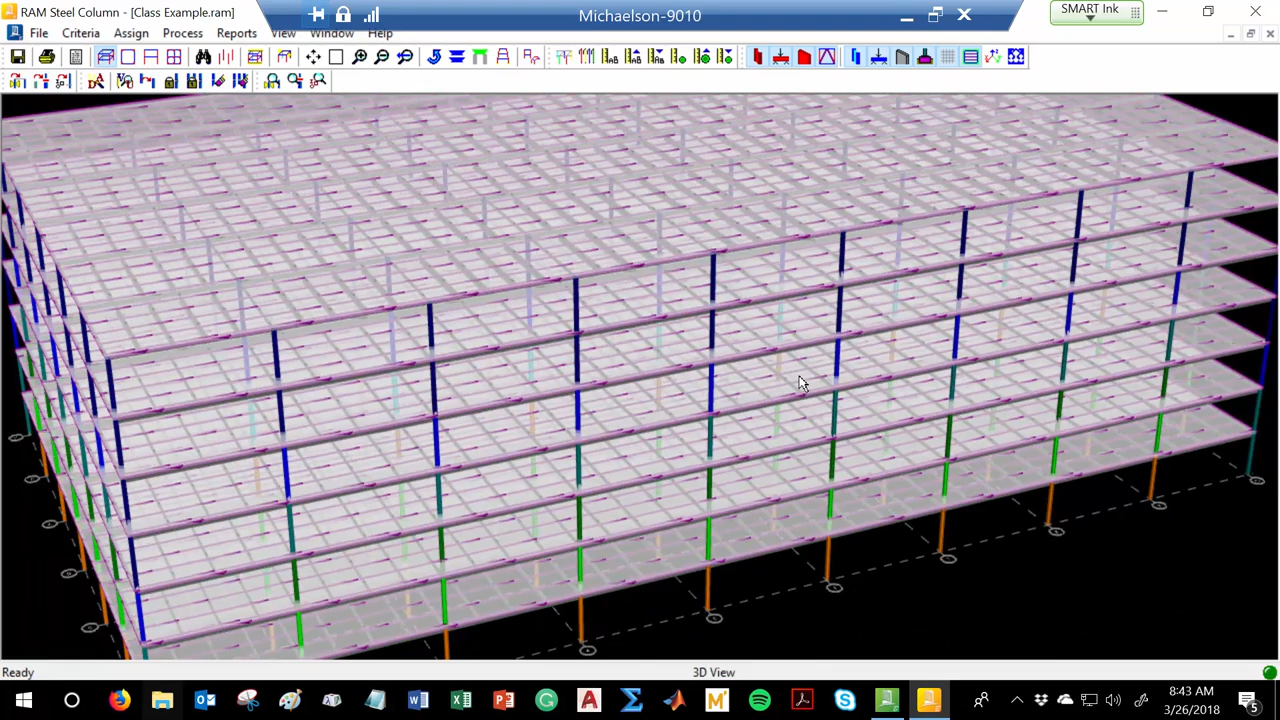 RAM Steel Column - [Class Example.ram]
Michaelson-9010
SMART Ink
File Criteria Assign Process Reports View Window Help
Ready
3D View
8:43 AM
3/26/2018
5